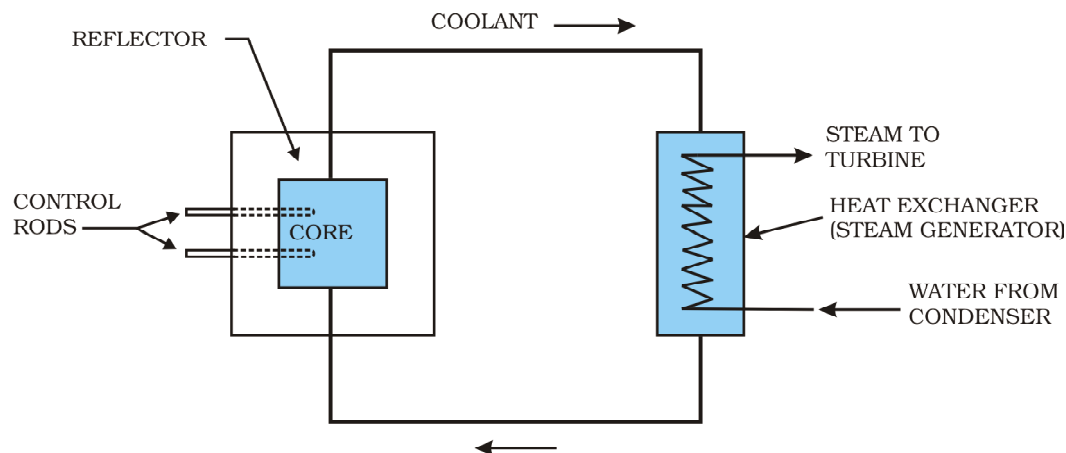 COOLANT
REFLECTOR
CONTROL
RODS
CORE
STEAM TO
TURBINE
HEAT EXCHANGER
(STEAM GENERATOR)
WATER FROM
CONDENSER